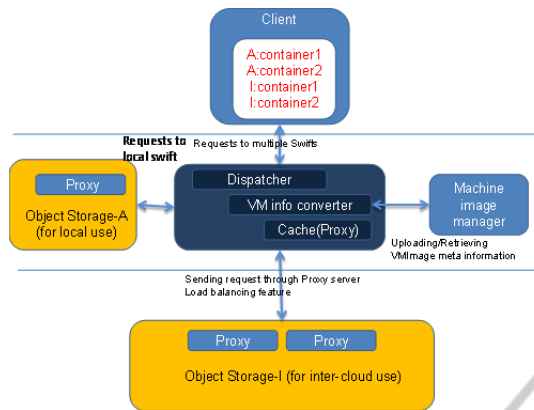 Client
A:container1
A:container2
I:container1
I:container2
Requests to
local swift
Requests to multiple Swifts
Proxy
Object Storage-A
(for local use)
Dispatcher
VM info converter
Cache(Proxy)
Machine
image
manager
Uploading/Retrieving
VMImage meta information
Sending request through Proxy server
Load balancing feature
Proxy
Proxy
Object Storage-I (for inter-cloud use)